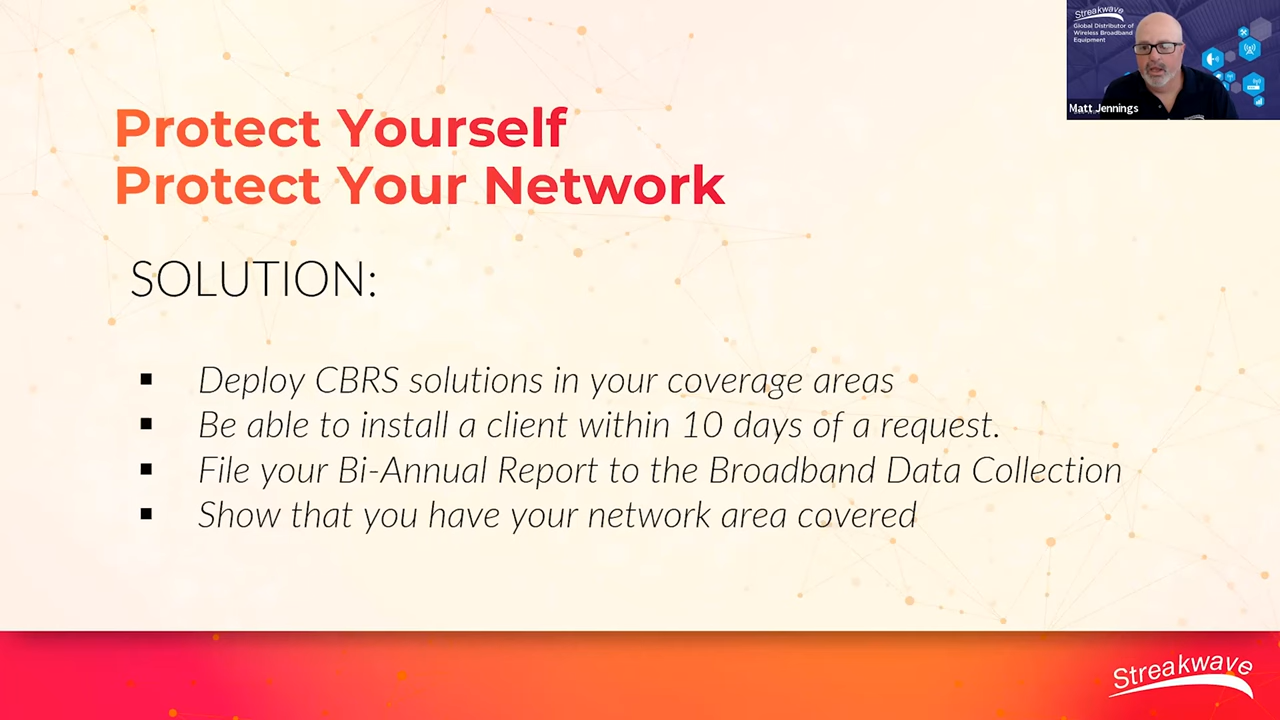 Streakwave
Global Distributor of
Wireless Broadband
Equipment
Matt Jennings
Protect Yourself
Protect Your Network
SOLUTION:
▪ Deploy CBRS solutions in your coverage areas
▪ Be able to install a client within 10 days of a request.
▪ File your Bi-Annual Report to the Broadband Data Collection
▪ Show that you have your network area covered
Streakwave